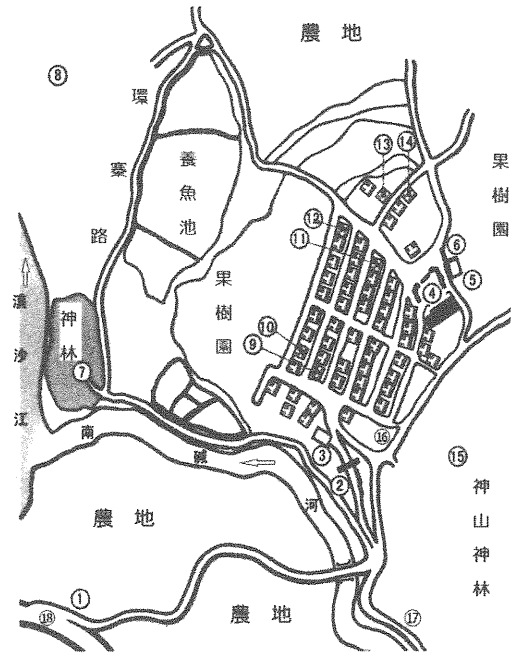 農地
⑧
環寨路
養魚池
⑬
⑭
果樹園
⑫
⑪
⑥
⑤
④
果樹園
瀾沙江
神林
⑦
⑩
⑨
⑯
③
②
⑮
南碱河
神山神林
農地
①
農地
⑱
⑰